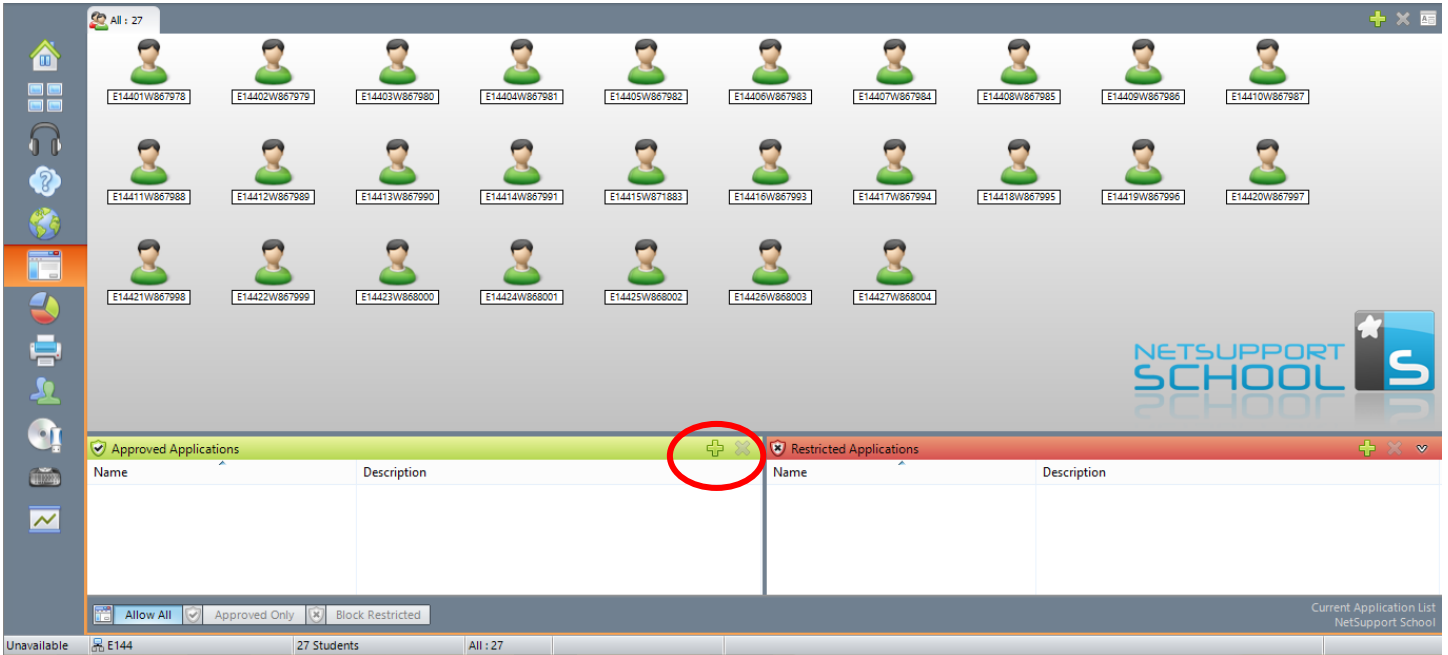 All : 27
E14401W867978 E14402W867979 E14403W867980 E14404W867981 E14405W867982 E14406W867983 E14407W867984 E14408W867985 E14409W867986 E14410W867987
E14411W867988 E14412W867989 E14413W867990 E14414W867991 E14415W871883 E14416W867993 E14417W867994 E14418W867995 E14419W867996 E14420W867997
E14421W867998 E14422W867999 E14423W868000 E14424W868001 E14425W868002 E14426W868003 E14427W868004
NETSUPPORT
SCHOOL
S
Approved Applications Restricted Applications
Name Description Name Description
Allow All Approved Only Block Restricted
Current Application List
NetSupport School
Unavailable E144 27 Students All : 27